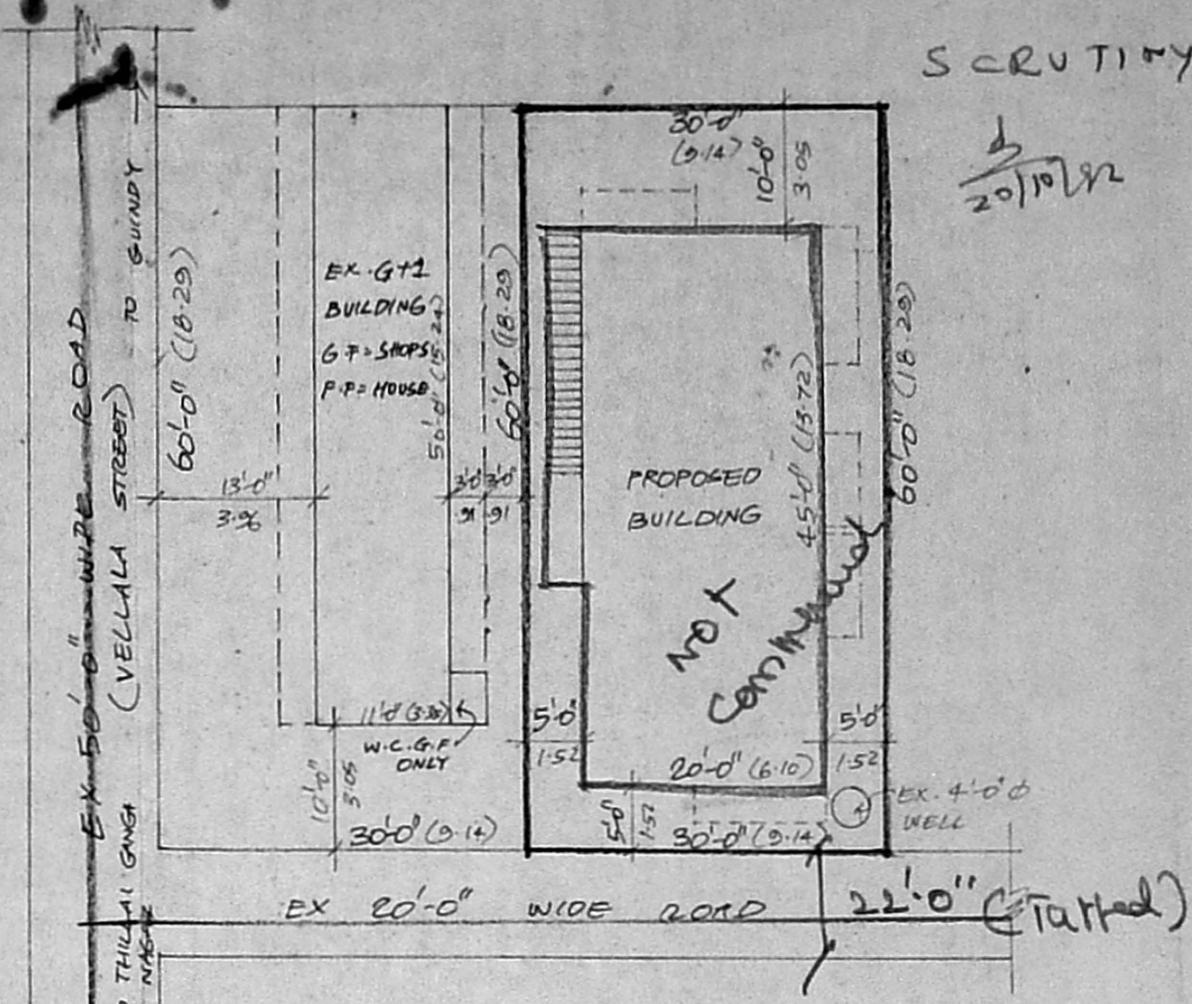 SCRUTINY
20/10/92
30'-0"
(9.14)
10'-0"
3.05
EX. G+1
BUILDING
G.F = SHOPS
F.F = HOUSE
50'-0" (15.24)
60'-0" (18.29)
60'-0" (18.29)
60'-0" (18.29)
45'-0" (13.72)
EX 50'-0" WIDE ROAD
(VELLALA STREET)
TO GUINDY
13'-0"
3.96
3'-0"
.91
3'-0"
.91
PROPOSED
BUILDING
NOT
11'-0"
W.C. G.F
ONLY
10'-0"
3.05
30'-0" (9.14)
5'-0"
1.52
20'-0" (6.10)
5'-0"
1.52
5'-0"
1.52
30'-0" (9.14)
EX. 4'-0" Φ
WELL
EX 20'-0" WIDE ROAD
22'-0" (Tarred)
THILLAI GANGA
NAGAR